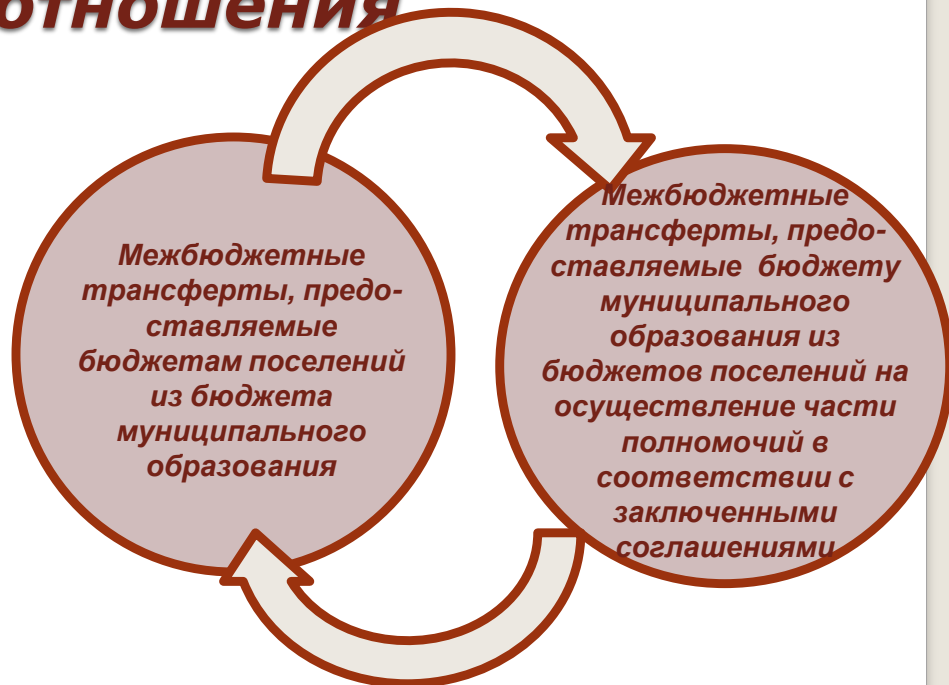 отношения
Межбюджетные
трансферты, предо-
ставляемые
бюджетам поселений
из бюджета
муниципального
образования
Межбюджетные
трансферты, предо-
ставляемые бюджету
муниципального
образования из
бюджетов поселений на
осуществление части
полномочий в
соответствии с
заключенными
соглашениями